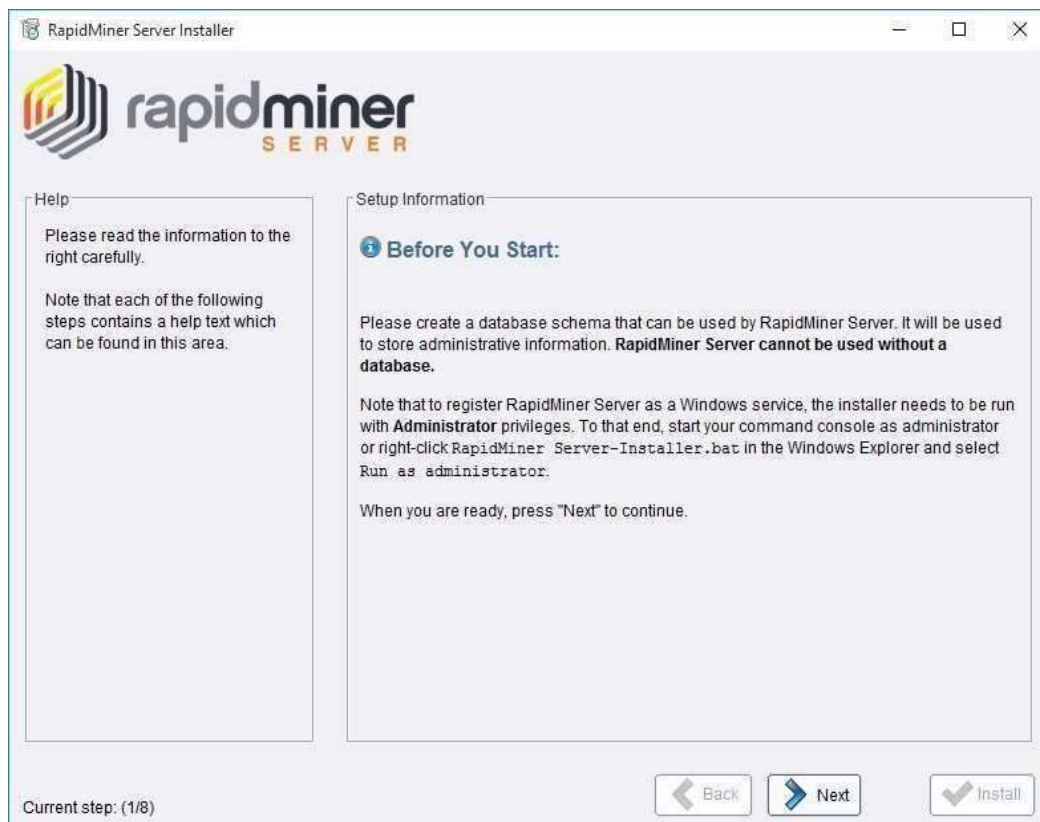 RapidMiner Server Installer
rapidminer
SERVER
Help
Please read the information to the
right carefully.
Note that each of the following
steps contains a help text which
can be found in this area.
Setup Information
Before You Start:
Please create a database schema that can be used by RapidMiner Server. It will be used
to store administrative information. RapidMiner Server cannot be used without a
database.
Note that to register RapidMiner Server as a Windows service, the installer needs to be run
with Administrator privileges. To that end, start your command console as administrator
or right-click RapidMiner Server-Installer.bat in the Windows Explorer and select
Run as administrator.
When you are ready, press "Next" to continue.
Current step: (1/8)
Back
Next
Install